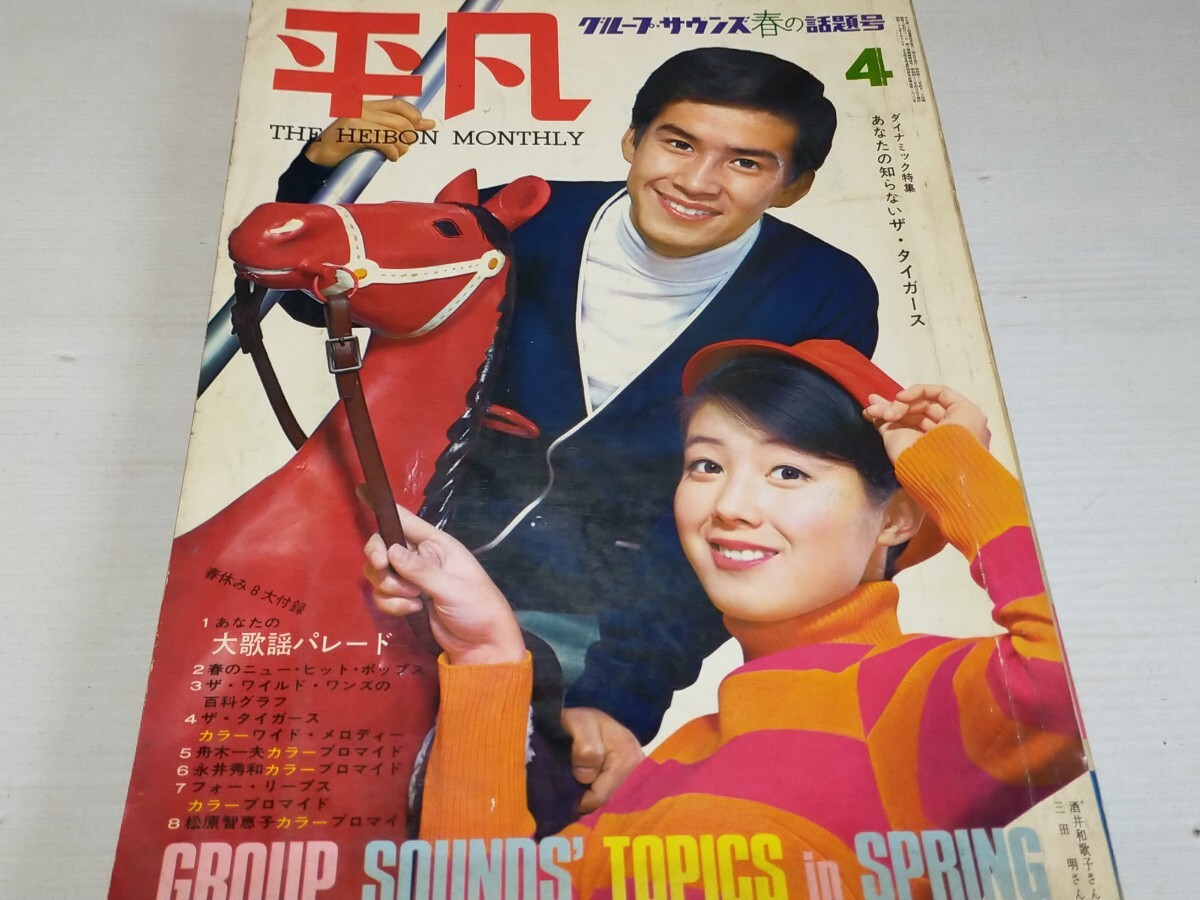 グループ・サウンズ春の話題号
平凡
THE HEIBON MONTHLY
4
ダイナミック特集
あなたの知らないザ・タイガース
春休み8大付録
1 あなたの
大歌謡パレード
2 春のニュー・ヒット・ポップス
3 ザ・ワイルド・ワンズの
百科グラフ
4 ザ・タイガース
カラーワイド・メロディー
5 舟木一夫カラーブロマイド
6 永井秀和カラーブロマイド
7 フォー・リーブス
カラーブロマイド
8 松原智恵子カラーブロマイ
酒井和歌子さん
三田 明さん
GROUP SOUNDS' TOPICS in SPRING